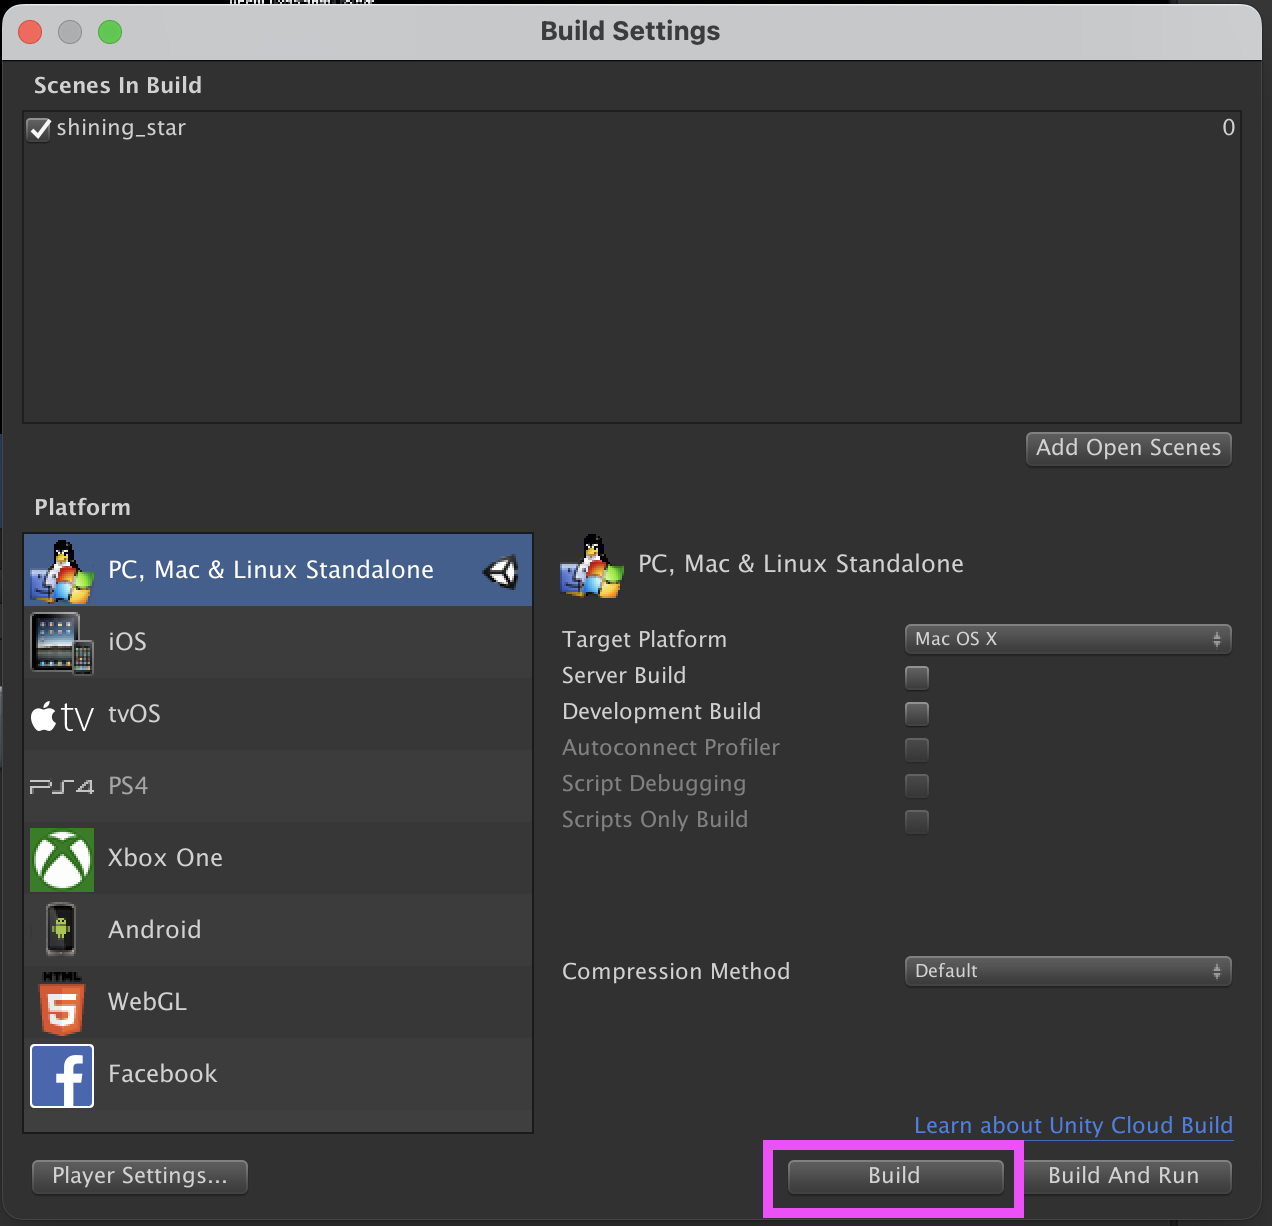 Build Settings
Scenes In Build
shining_star 0
Add Open Scenes
Platform
PC, Mac & Linux Standalone
iOS
tv tvOS
PS4 PS4
Xbox One
Android
HTML
5 WebGL
f Facebook
PC, Mac & Linux Standalone
Target Platform Mac OS X
Server Build
Development Build
Autoconnect Profiler
Script Debugging
Scripts Only Build
Compression Method Default
Learn about Unity Cloud Build
Player Settings... Build Build And Run